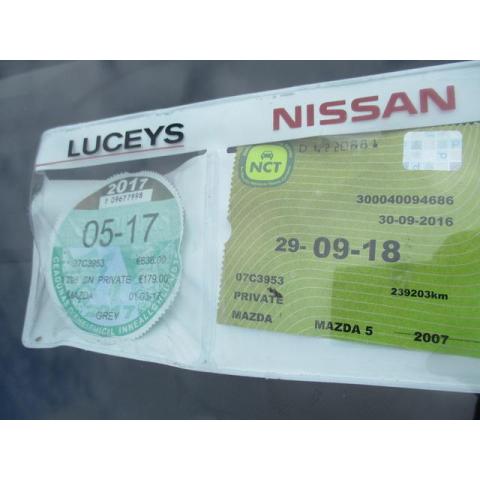 LUCEYS
NISSAN
2017
P 09677998
05-17
07C3953 €636.00
PRIVATE €179.00
MAZDA
GREY
NCT
300040094686
30-09-2016
29-09-18
07C3953
239203km
PRIVATE
MAZDA MAZDA 5 2007